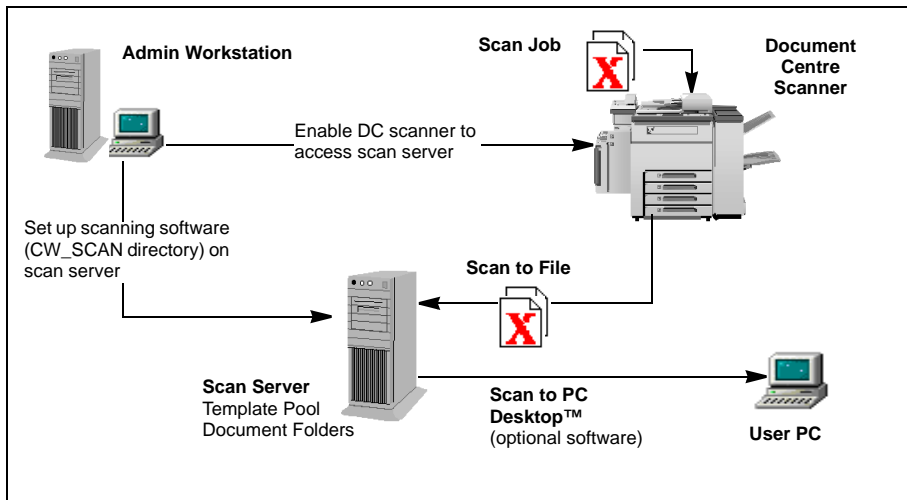 Admin Workstation
Scan Job
Document
Centre
Scanner
X
Enable DC scanner to
access scan server
Set up scanning software
(CW_SCAN directory) on
scan server
Scan to File
X
Scan Server
Template Pool
Document Folders
Scan to PC
Desktop™
(optional software)
User PC